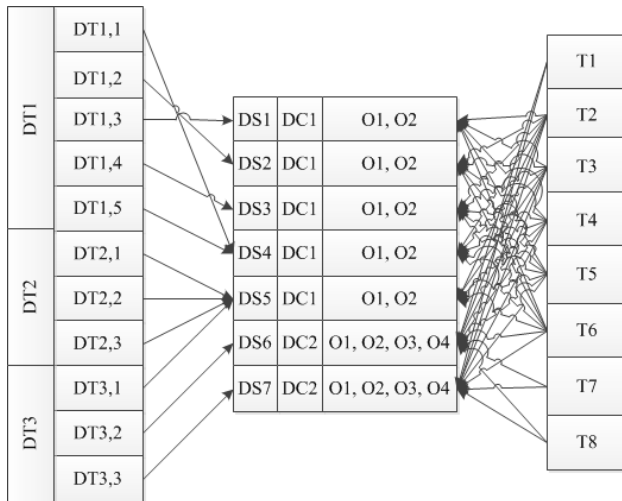 DT1
DT1,1
DT1,2
DT1,3
DT1,4
DT1,5
DT2
DT2,1
DT2,2
DT2,3
DT3
DT3,1
DT3,2
DT3,3
DS1 DC1 O1, O2
DS2 DC1 O1, O2
DS3 DC1 O1, O2
DS4 DC1 O1, O2
DS5 DC1 O1, O2
DS6 DC2 O1, O2, O3, O4
DS7 DC2 O1, O2, O3, O4
T1
T2
T3
T4
T5
T6
T7
T8